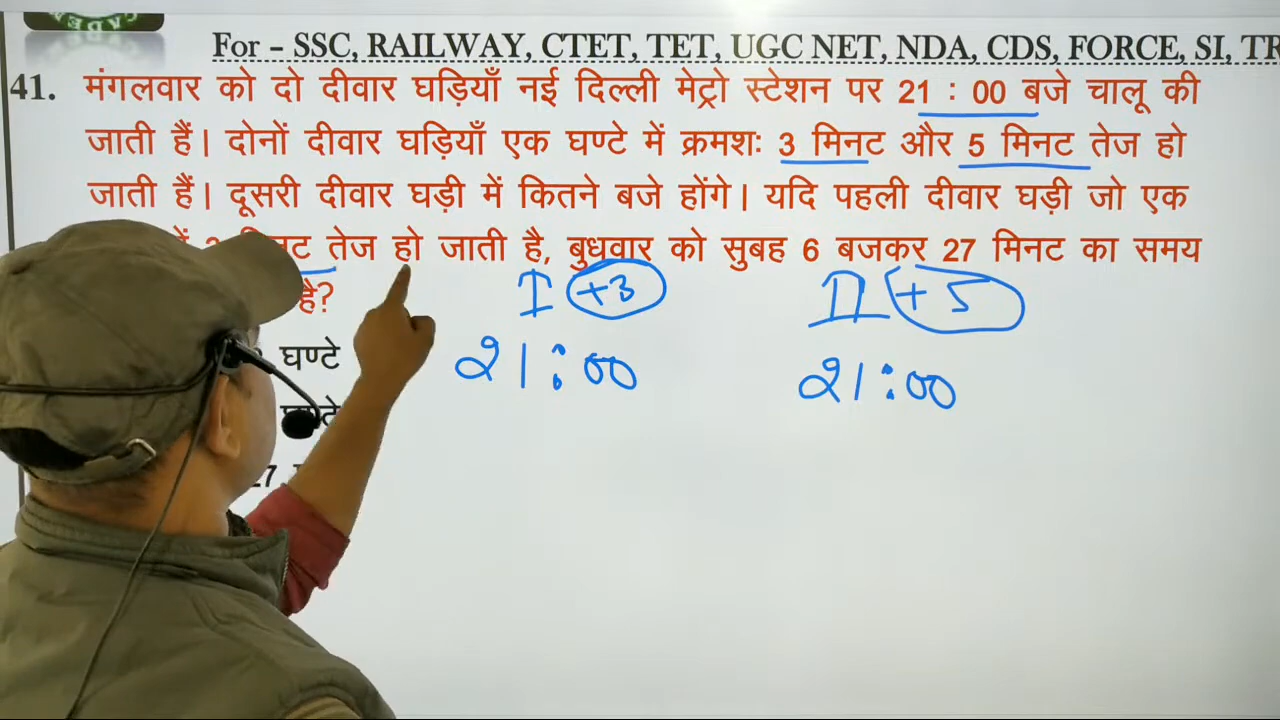 For – SSC, RAILWAY, CTET, TET, UGC NET, NDA, CDS, FORCE, SI, TR
41. मंगलवार को दो दीवार घड़ियाँ नई दिल्ली मेट्रो स्टेशन पर 21 : 00 बजे चालू की
जाती हैं। दोनों दीवार घड़ियाँ एक घण्टे में क्रमशः 3 मिनट और 5 मिनट तेज हो
जाती हैं। दूसरी दीवार घड़ी में कितने बजे होंगे। यदि पहली दीवार घड़ी जो एक
तेज हो जाती है, बुधवार को सुबह 6 बजकर 27 मिनट का समय
है?
I +3 II +5
घण्टे
21:00 21:00